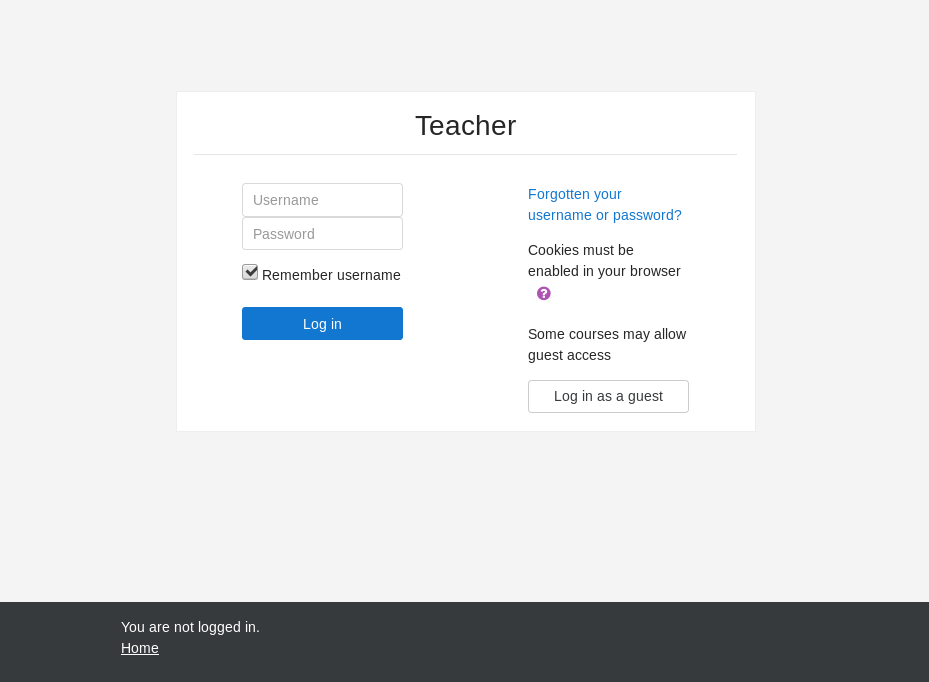 Teacher
Username
Password
Remember username
Log in
Forgotten your
username or password?
Cookies must be
enabled in your browser
?
Some courses may allow
guest access
Log in as a guest
You are not logged in.
Home